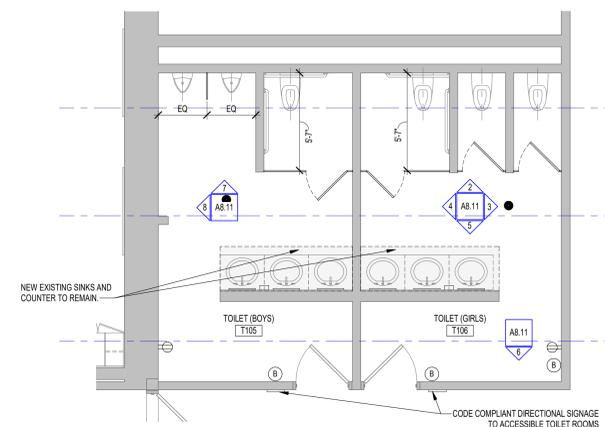 EQ
EQ
5'-7"
5'-7"
7
8
A8.11
2
4
A8.11
3
5
NEW EXISTING SINKS AND
COUNTER TO REMAIN.
TOILET (BOYS)
T105
TOILET (GIRLS)
T106
A8.11
6
B
B
B
CODE COMPLIANT DIRECTIONAL SIGNAGE
TO ACCESSIBLE TOILET ROOMS